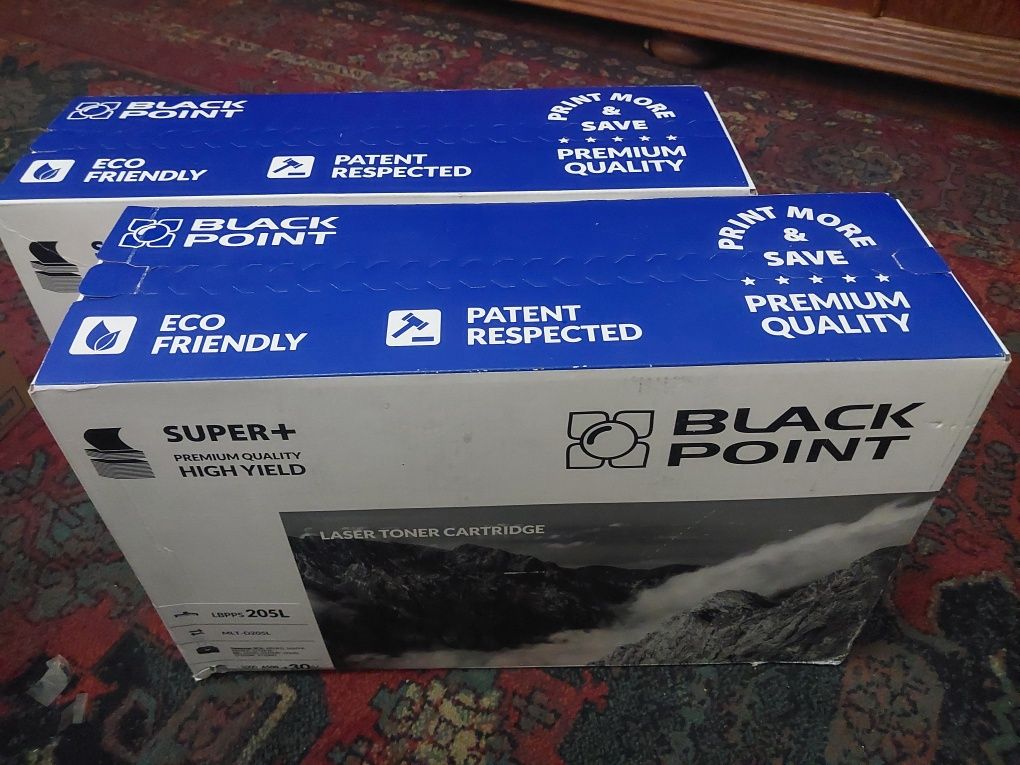 BLACK
POINT
PRINT MORE
&
SAVE
ECO
FRIENDLY
PATENT
RESPECTED
PREMIUM
QUALITY
S
BLACK
POINT
PRINT MORE
&
SAVE
ECO
FRIENDLY
PATENT
RESPECTED
PREMIUM
QUALITY
SUPER+
PREMIUM QUALITY
HIGH YIELD
BLACK
POINT
LASER TONER CARTRIDGE
LBPPS 205L
MLT-D205L